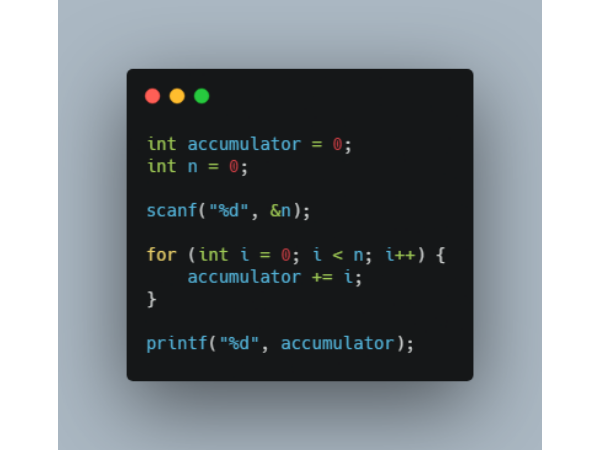 int accumulator = 0;
int n = 0;

scanf("%d", &n);

for (int i = 0; i < n; i++) {
    accumulator += i;
}

printf("%d", accumulator);